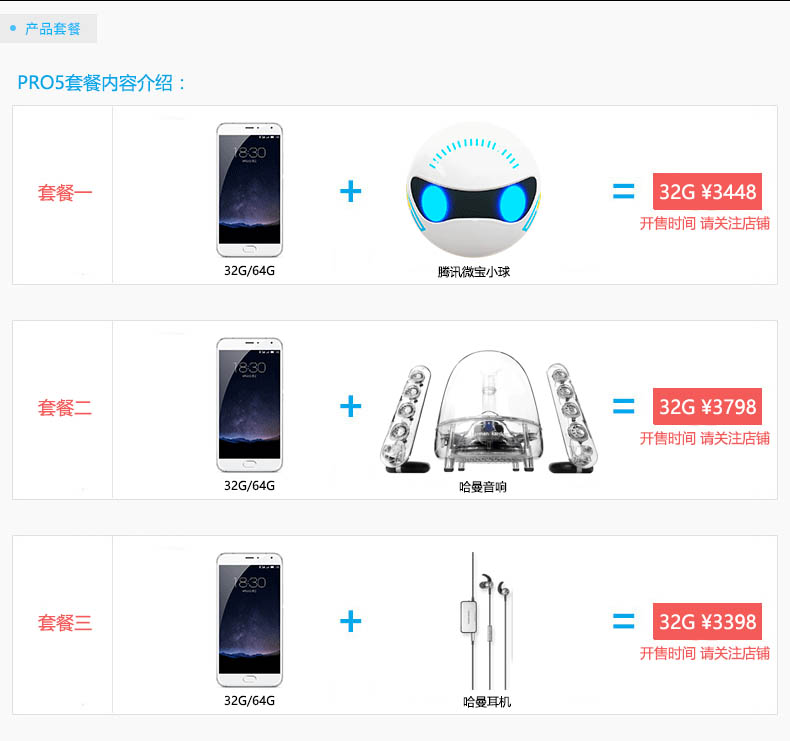 产品套餐
PRO5套餐内容介绍：
套餐一
18:30
32G/64G
+
腾讯微宝小球
=
32G ¥3448
开售时间 请关注店铺
套餐二
18:30
32G/64G
+
哈曼音响
=
32G ¥3798
开售时间 请关注店铺
套餐三
18:30
32G/64G
+
哈曼耳机
=
32G ¥3398
开售时间 请关注店铺